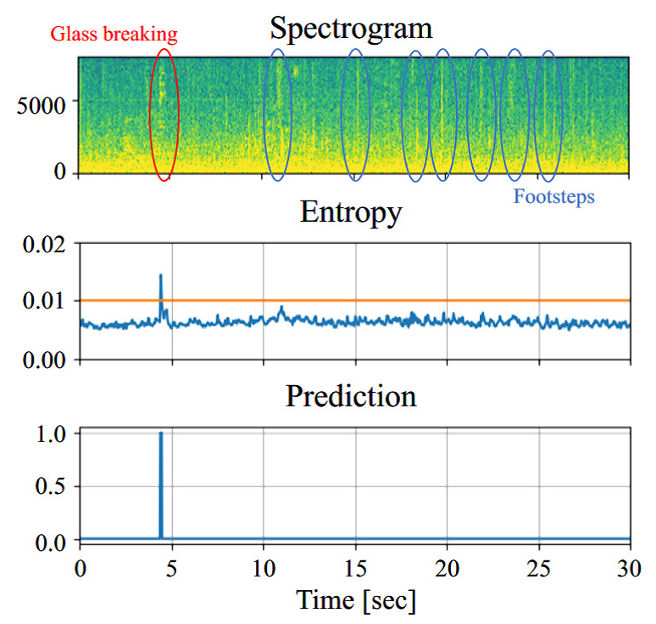 Spectrogram
Glass breaking
5000
0
Footsteps
Entropy
0.02
0.01
0.00
Prediction
1.0
0.5
0.0
0 5 10 15 20 25 30
Time [sec]